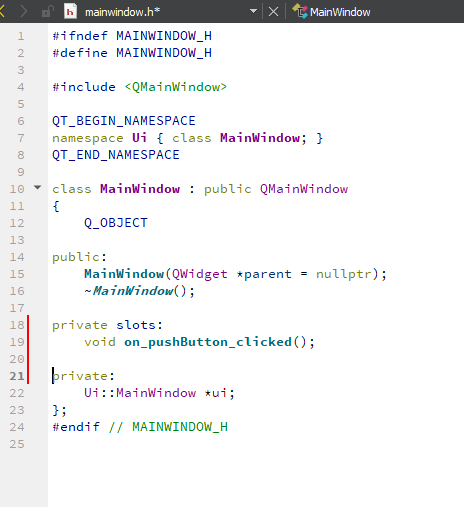 mainwindow.h*
MainWindow
1 #ifndef MAINWINDOW_H
2 #define MAINWINDOW_H
3
4 #include <QMainWindow>
5
6 QT_BEGIN_NAMESPACE
7 namespace Ui { class MainWindow; }
8 QT_END_NAMESPACE
9
10 class MainWindow : public QMainWindow
11 {
12     Q_OBJECT
13
14 public:
15     MainWindow(QWidget *parent = nullptr);
16     ~MainWindow();
17
18 private slots:
19     void on_pushButton_clicked();
20
21 private:
22     Ui::MainWindow *ui;
23 };
24 #endif // MAINWINDOW_H
25